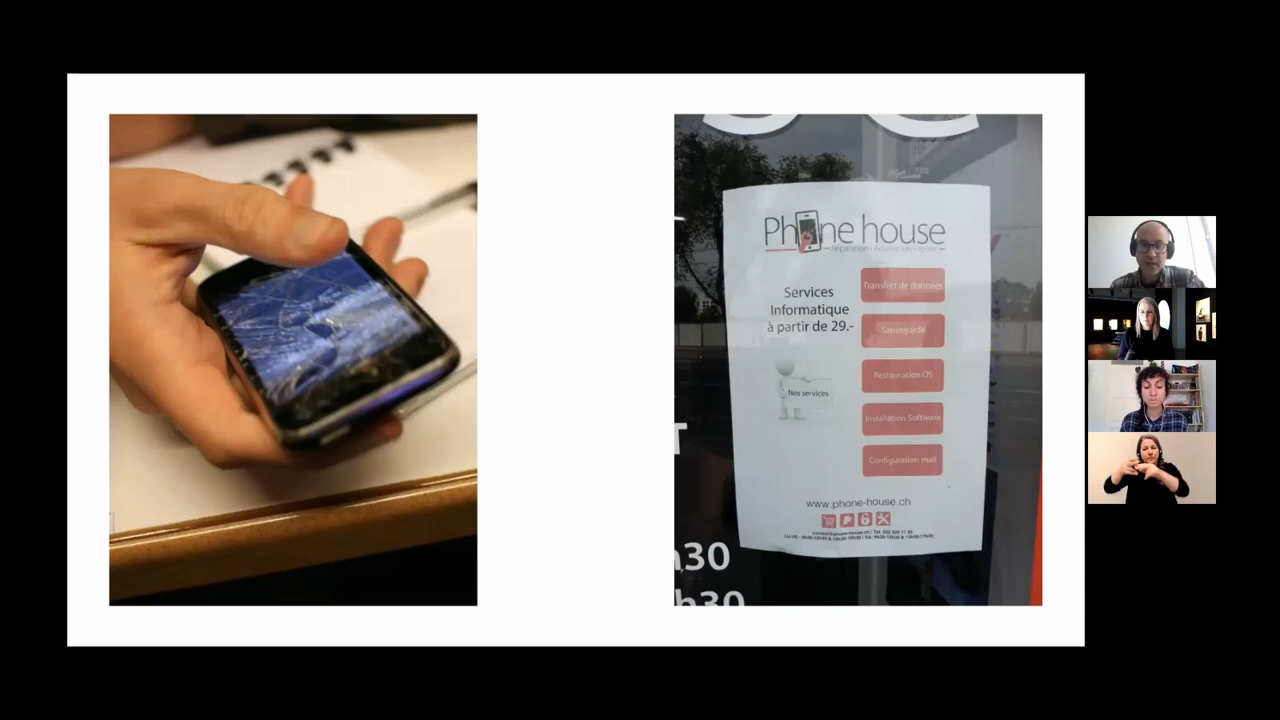 Phone house
Réparation - Accessoires - Vente
Services
Informatique
à partir de 29.-
Nos services
Transfert de données
Sauvegarde
Restauration OS
Installation Software
Configuration mail
www.phone-house.ch
h30
h30